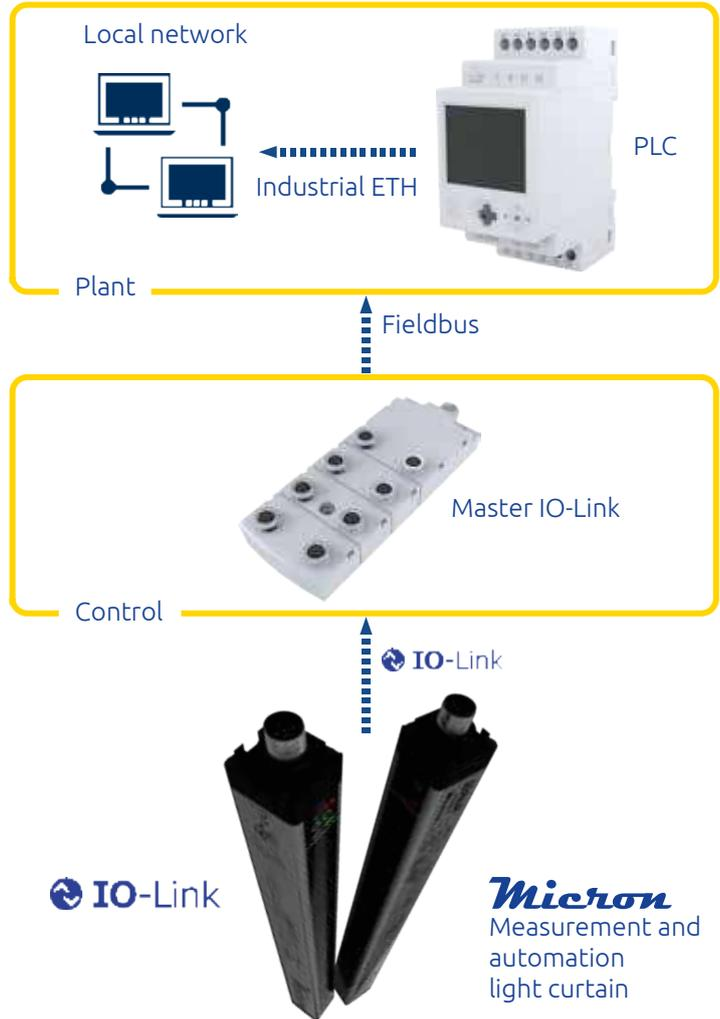 Local network
PLC
Industrial ETH
Plant
Fieldbus
Master IO-Link
Control
IO-Link
IO-Link
Micron
Measurement and
automation
light curtain